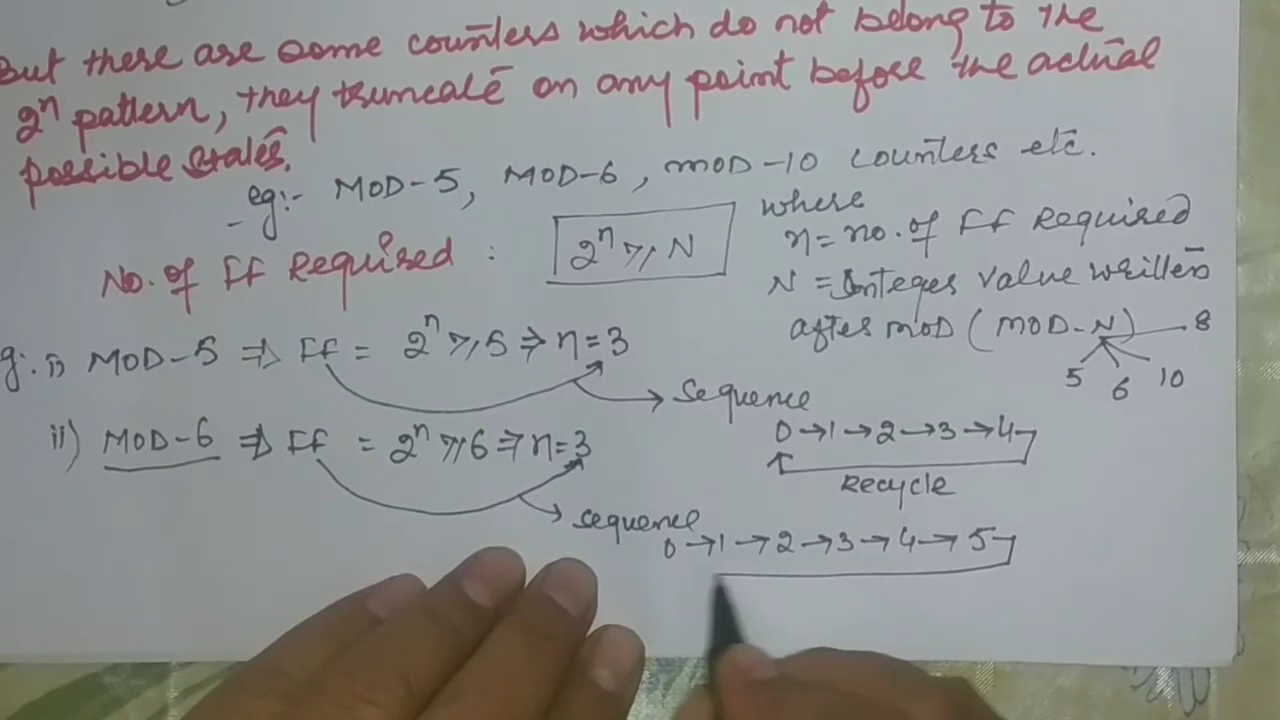 But there are some counters which do not belong to the
2ⁿ pattern, they truncate on any point before the actual
possible states.
eg:- MOD-5, MOD-6, MOD-10 counters etc.
No. of FF Required : 2ⁿ ≥ N
where
n = no. of FF Required
N = Integer value written
after MOD (MOD-N) 8
5 6 10
g: i) MOD-5 ⇒ FF = 2ⁿ ≥ 5 ⇒ n=3
Sequence
0→1→2→3→4
Recycle
ii) MOD-6 ⇒ FF = 2ⁿ ≥ 6 ⇒ n=3
Sequence
0→1→2→3→4→5